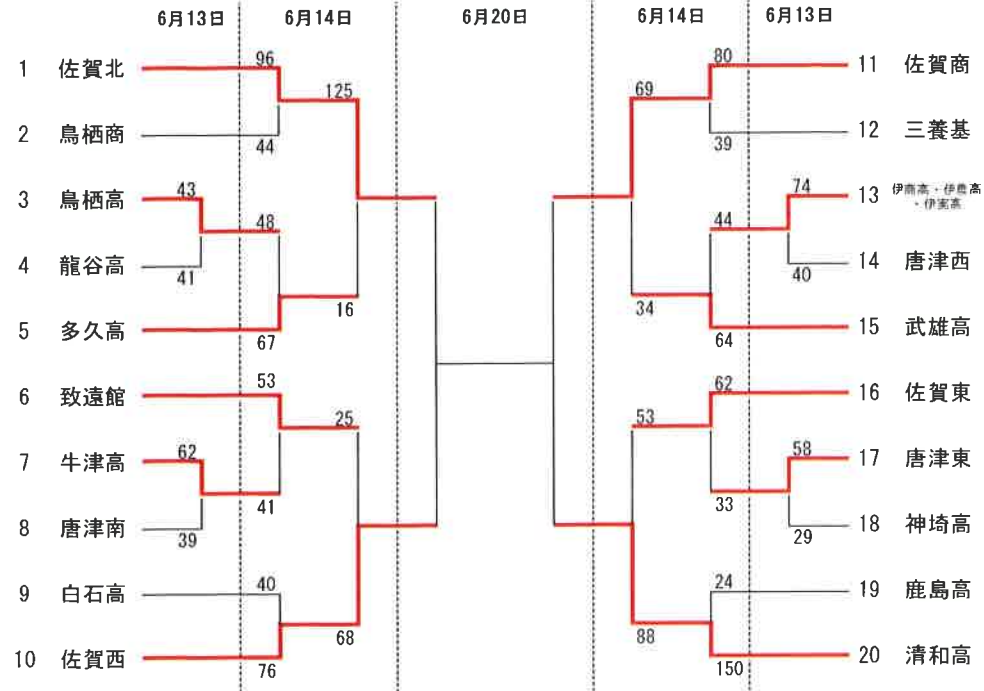 6月13日 6月14日 6月20日 6月14日 6月13日
1 佐賀北 96
125
2 鳥栖商 44
3 鳥栖高 43
48
4 龍谷高 41
16
5 多久高 67
6 致遠館 53
25
7 牛津高 62
41
8 唐津南 39
9 白石高 40
68
10 佐賀西 76
80 11 佐賀商
69
39 12 三養基
74 13 伊商高・伊農高
・伊実高
44
40 14 唐津西
34
64 15 武雄高
62 16 佐賀東
53
58 17 唐津東
33
29 18 神埼高
24 19 鹿島高
88
150 20 清和高